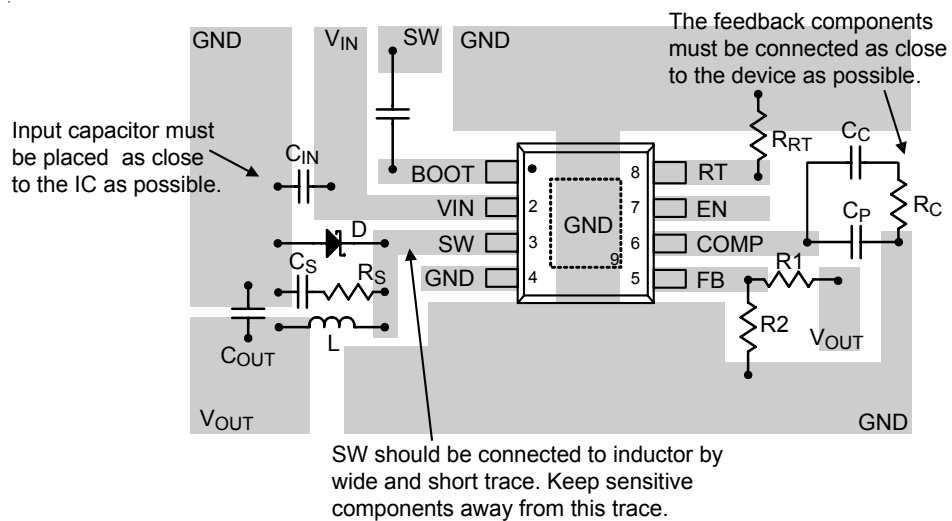 The feedback components
must be connected as close
to the device as possible.
GND
VIN
SW
GND
Input capacitor must
be placed as close
to the IC as possible.
CIN
RRT
CC
RC
CP
BOOT
8
RT
VIN
2
7
EN
GND
SW
3
6
COMP
GND
4
9
5
FB
D
CS
RS
L
COUT
R1
R2
VOUT
VOUT
GND
SW should be connected to inductor by
wide and short trace. Keep sensitive
components away from this trace.